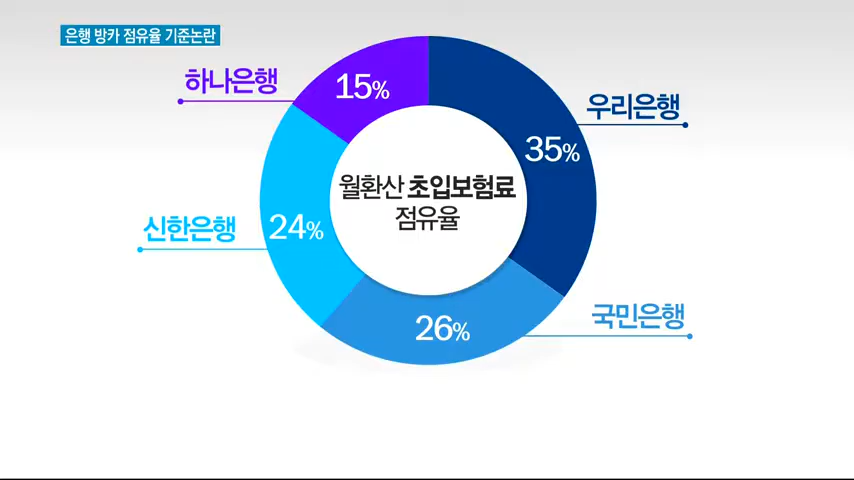 은행 방카 점유율 기준논란
하나은행
15%
우리은행
35%
월환산 초입보험료
점유율
신한은행
24%
국민은행
26%